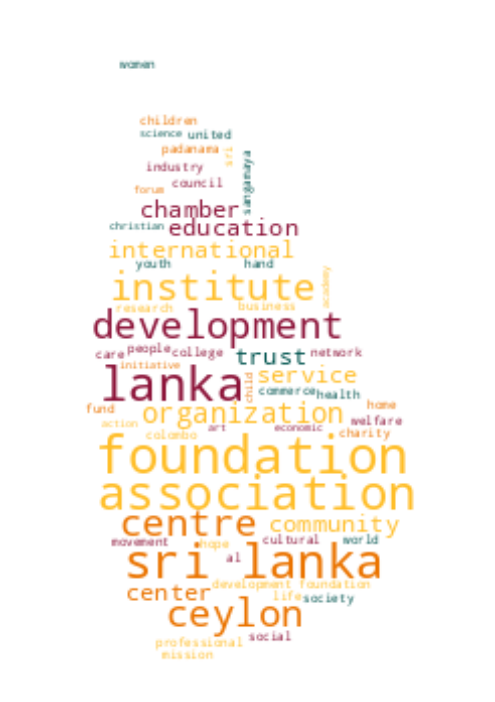 women
children
science united
padanama sri
industry sangamaya
council
forum
chamber
christian education
international
youth hand
institute academy
research business
development
care people college trust network
initiative
lanka child service
commerce health
fund organization home
action art economic welfare
colombo charity
foundation
association
centre community
movement hope cultural world
sri lanka al
development foundation
center life society
ceylon
professional social
mission